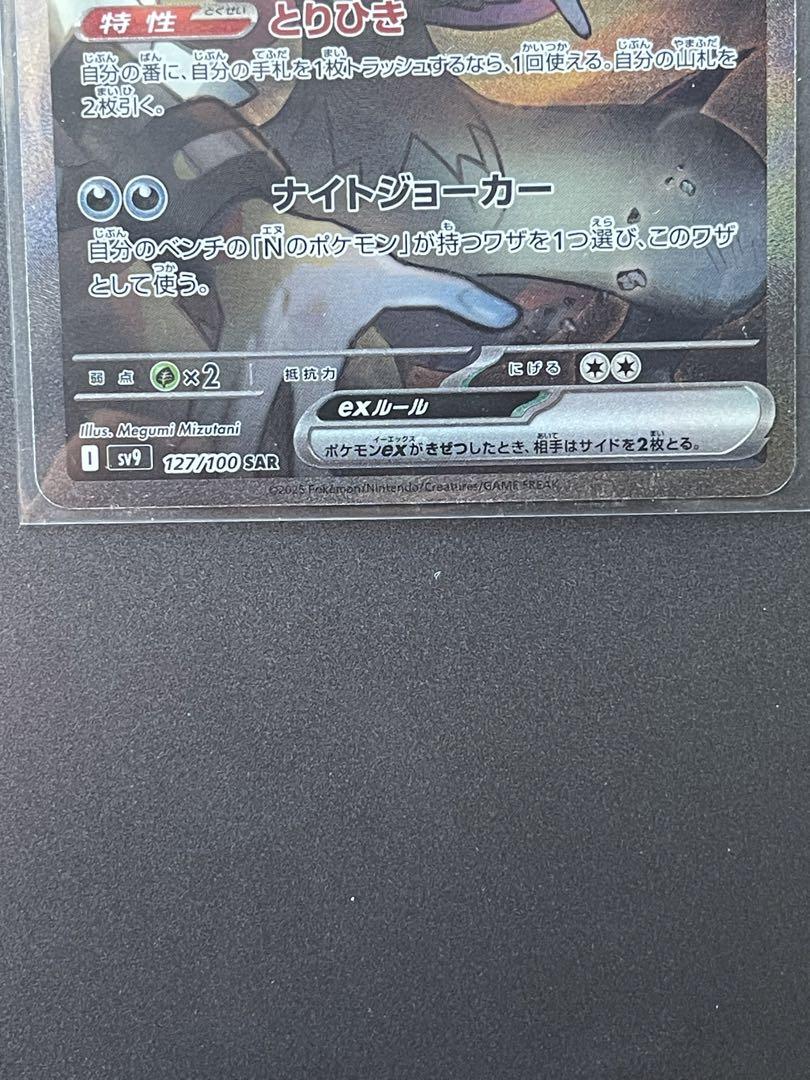 特性 とくせい とりひき
自分の番に、自分の手札を1枚トラッシュするなら、1回使える。自分の山札を
2枚引く。
ナイトジョーカー
自分のベンチの「Nのポケモン」が持つワザを1つ選び、このワザ
として使う。
弱点 ×2 抵抗力 にげる
exルール
ポケモンexがきぜつしたとき、相手はサイドを2枚とる。
Illus. Megumi Mizutani
I sv9 127/100 SAR
©2025 Pokémon/Nintendo/Creatures/GAME FREAK